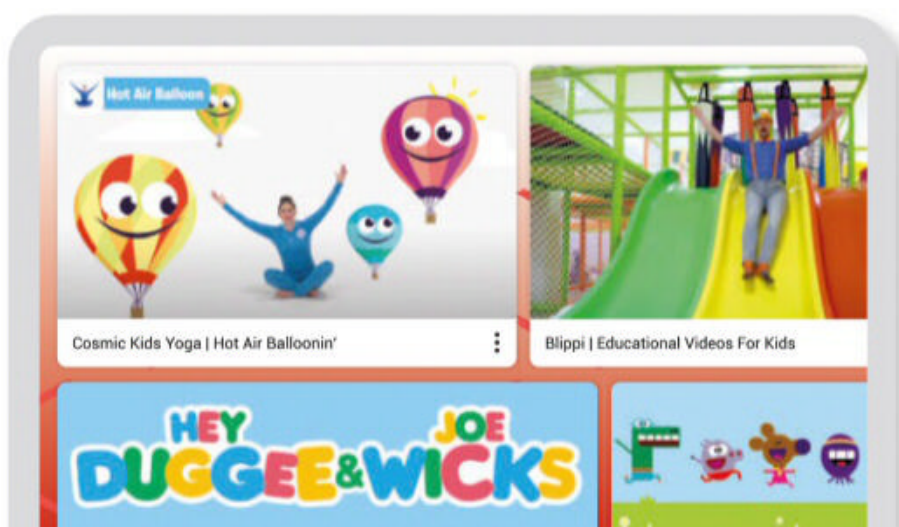 Hot Air Balloon
Cosmic Kids Yoga | Hot Air Balloonin'
Blippi | Educational Videos For Kids
HEY
DUGGEE & JOE
WICKS